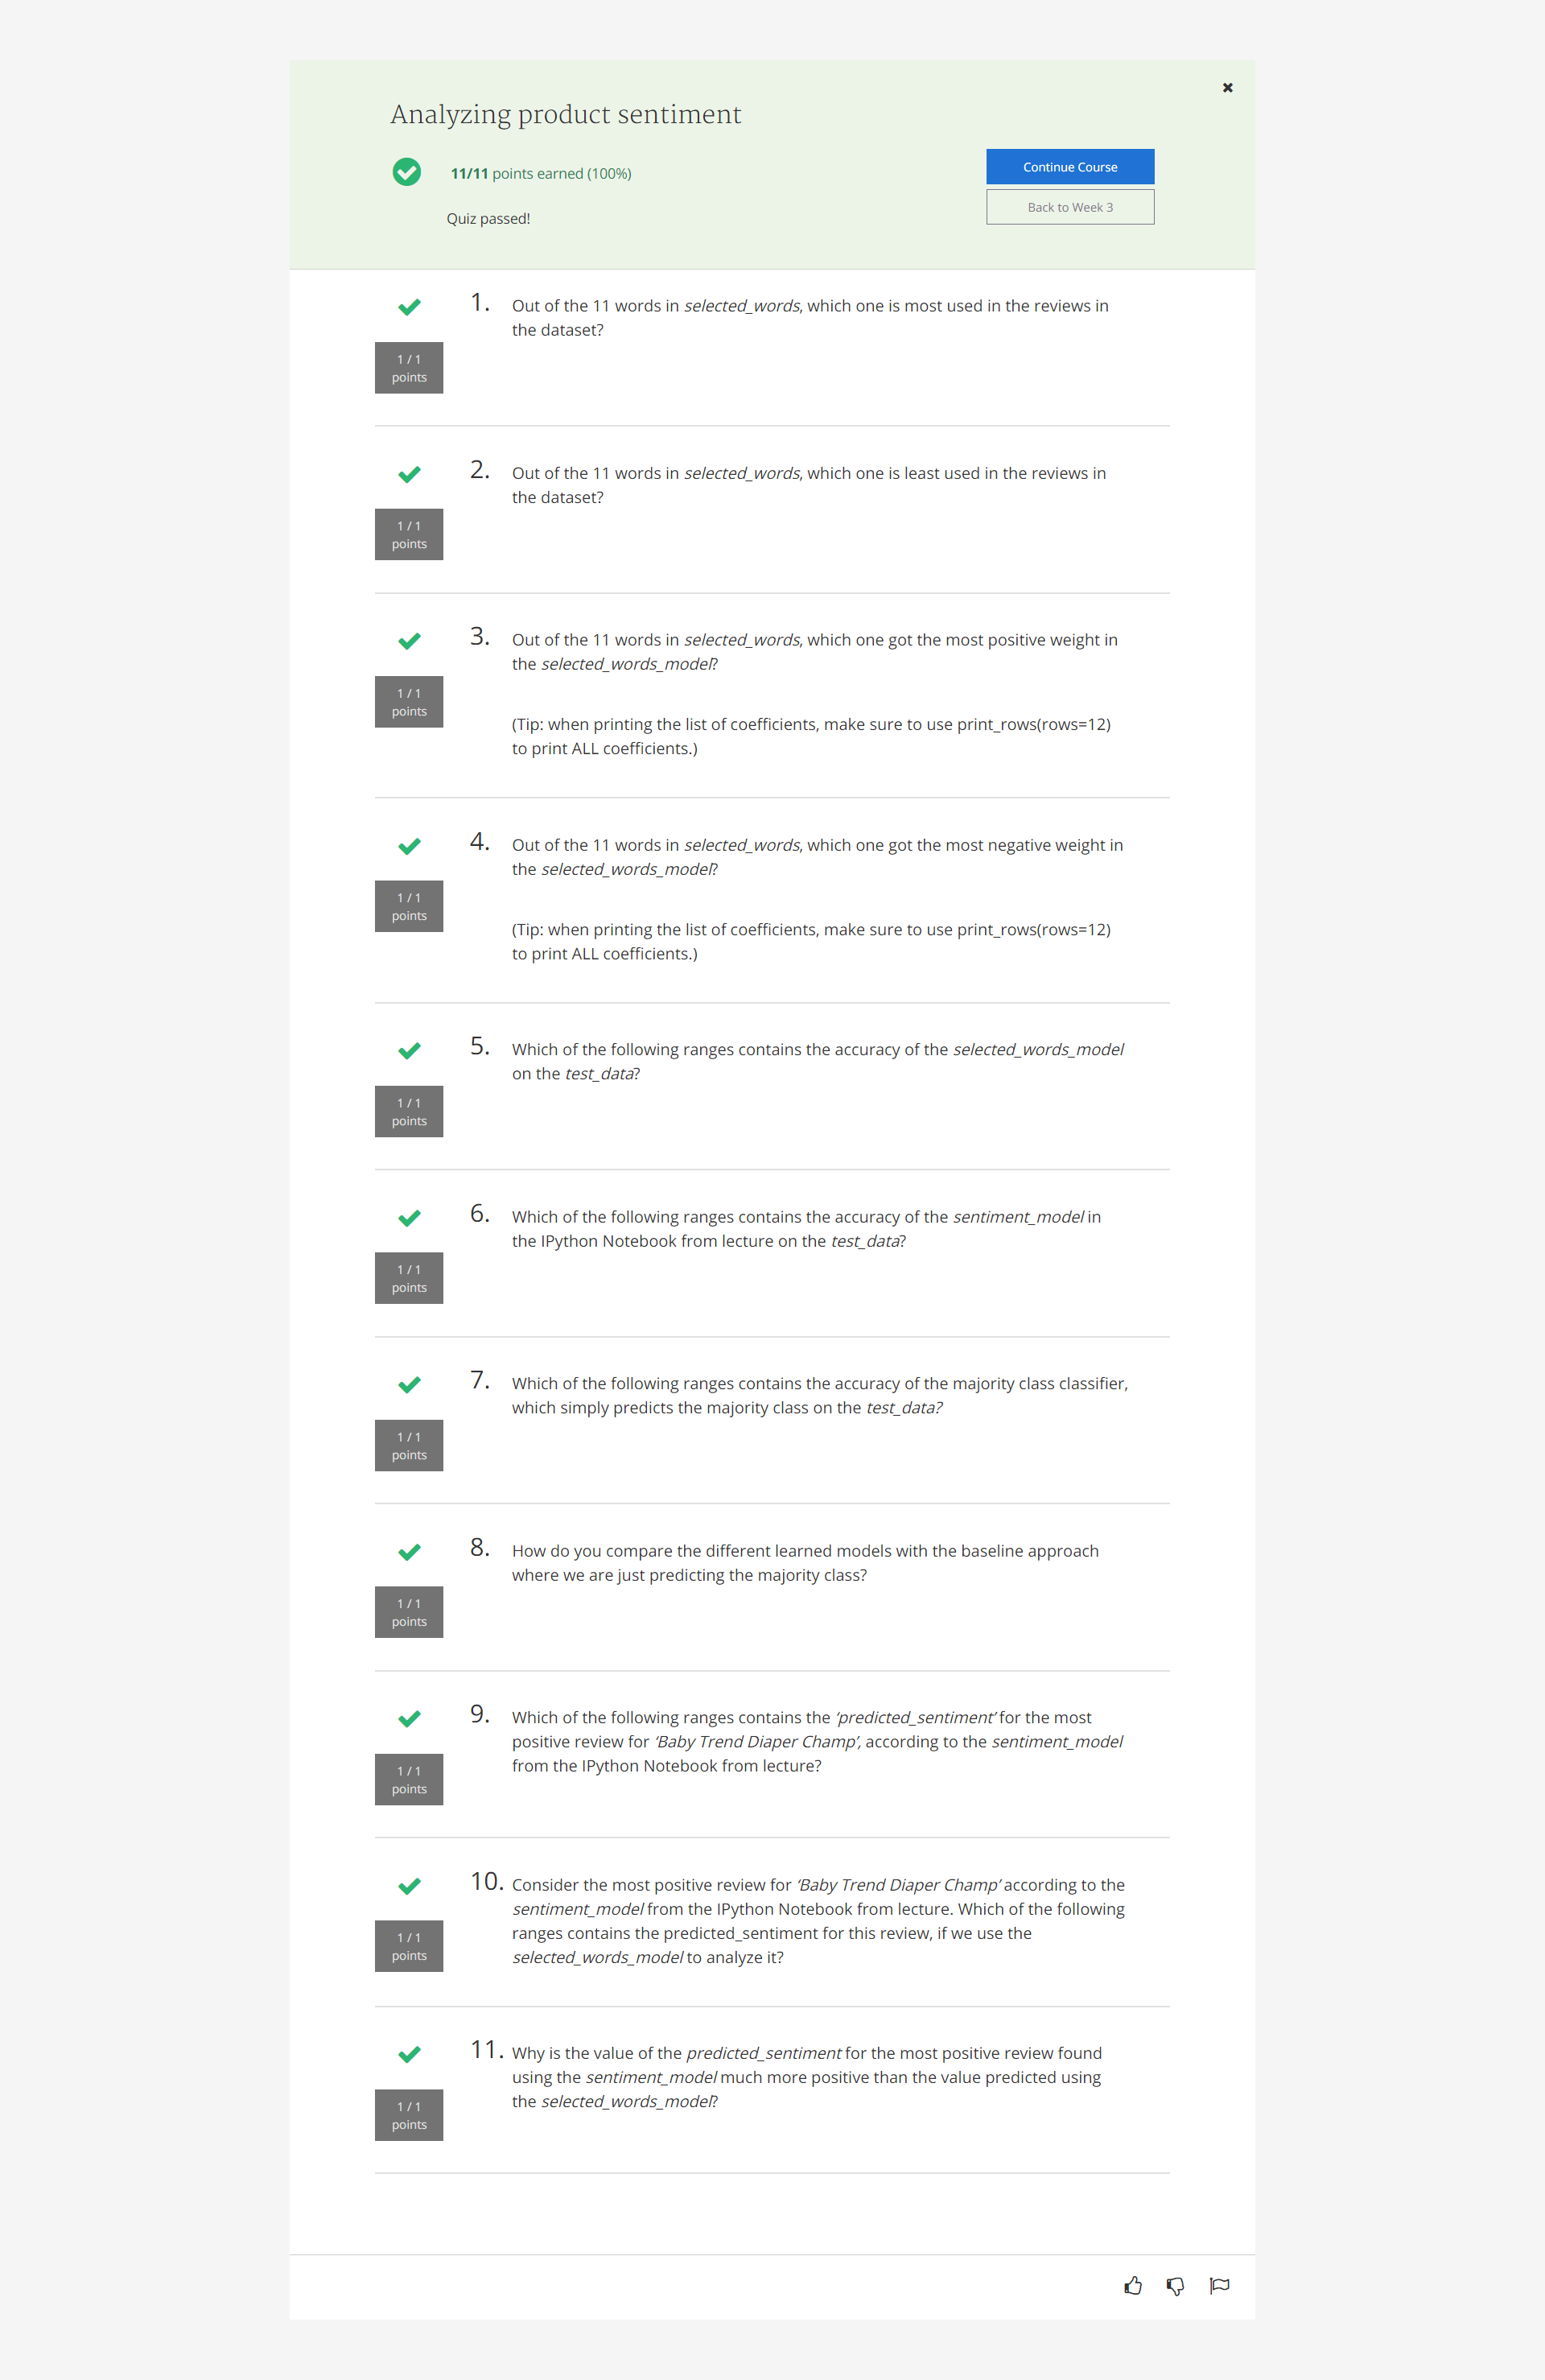 Analyzing product sentiment
11/11 points earned (100%)
Quiz passed!
Continue Course
Back to Week 3
1 / 1
points
1. Out of the 11 words in selected_words, which one is most used in the reviews in
the dataset?
1 / 1
points
2. Out of the 11 words in selected_words, which one is least used in the reviews in
the dataset?
1 / 1
points
3. Out of the 11 words in selected_words, which one got the most positive weight in
the selected_words_model?
(Tip: when printing the list of coefficients, make sure to use print_rows(rows=12)
to print ALL coefficients.)
1 / 1
points
4. Out of the 11 words in selected_words, which one got the most negative weight in
the selected_words_model?
(Tip: when printing the list of coefficients, make sure to use print_rows(rows=12)
to print ALL coefficients.)
1 / 1
points
5. Which of the following ranges contains the accuracy of the selected_words_model
on the test_data?
1 / 1
points
6. Which of the following ranges contains the accuracy of the sentiment_model in
the IPython Notebook from lecture on the test_data?
1 / 1
points
7. Which of the following ranges contains the accuracy of the majority class classifier,
which simply predicts the majority class on the test_data?
1 / 1
points
8. How do you compare the different learned models with the baseline approach
where we are just predicting the majority class?
1 / 1
points
9. Which of the following ranges contains the ‘predicted_sentiment’ for the most
positive review for ‘Baby Trend Diaper Champ’, according to the sentiment_model
from the IPython Notebook from lecture?
1 / 1
points
10. Consider the most positive review for ‘Baby Trend Diaper Champ’ according to the
sentiment_model from the IPython Notebook from lecture. Which of the following
ranges contains the predicted_sentiment for this review, if we use the
selected_words_model to analyze it?
1 / 1
points
11. Why is the value of the predicted_sentiment for the most positive review found
using the sentiment_model much more positive than the value predicted using
the selected_words_model?